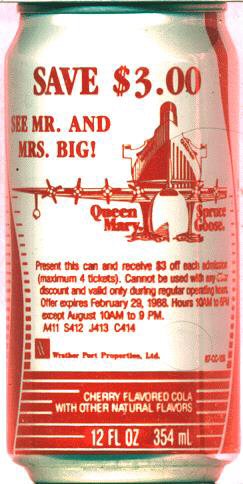 SAVE $3.00
SEE MR. AND
MRS. BIG!
Queen Spruce
Mary. Goose.
Present this can and receive $3 off each admission
(maximum 4 tickets). Cannot be used with any other
discount and valid only during regular operating hours.
Offer expires February 29, 1988. Hours 10AM to 6PM
except August 10AM to 9 PM.
M411 S412 J413 C414
Wrather Port Properties, Ltd.
CHERRY FLAVORED COLA
WITH OTHER NATURAL FLAVORS
12 FL OZ 354 mL